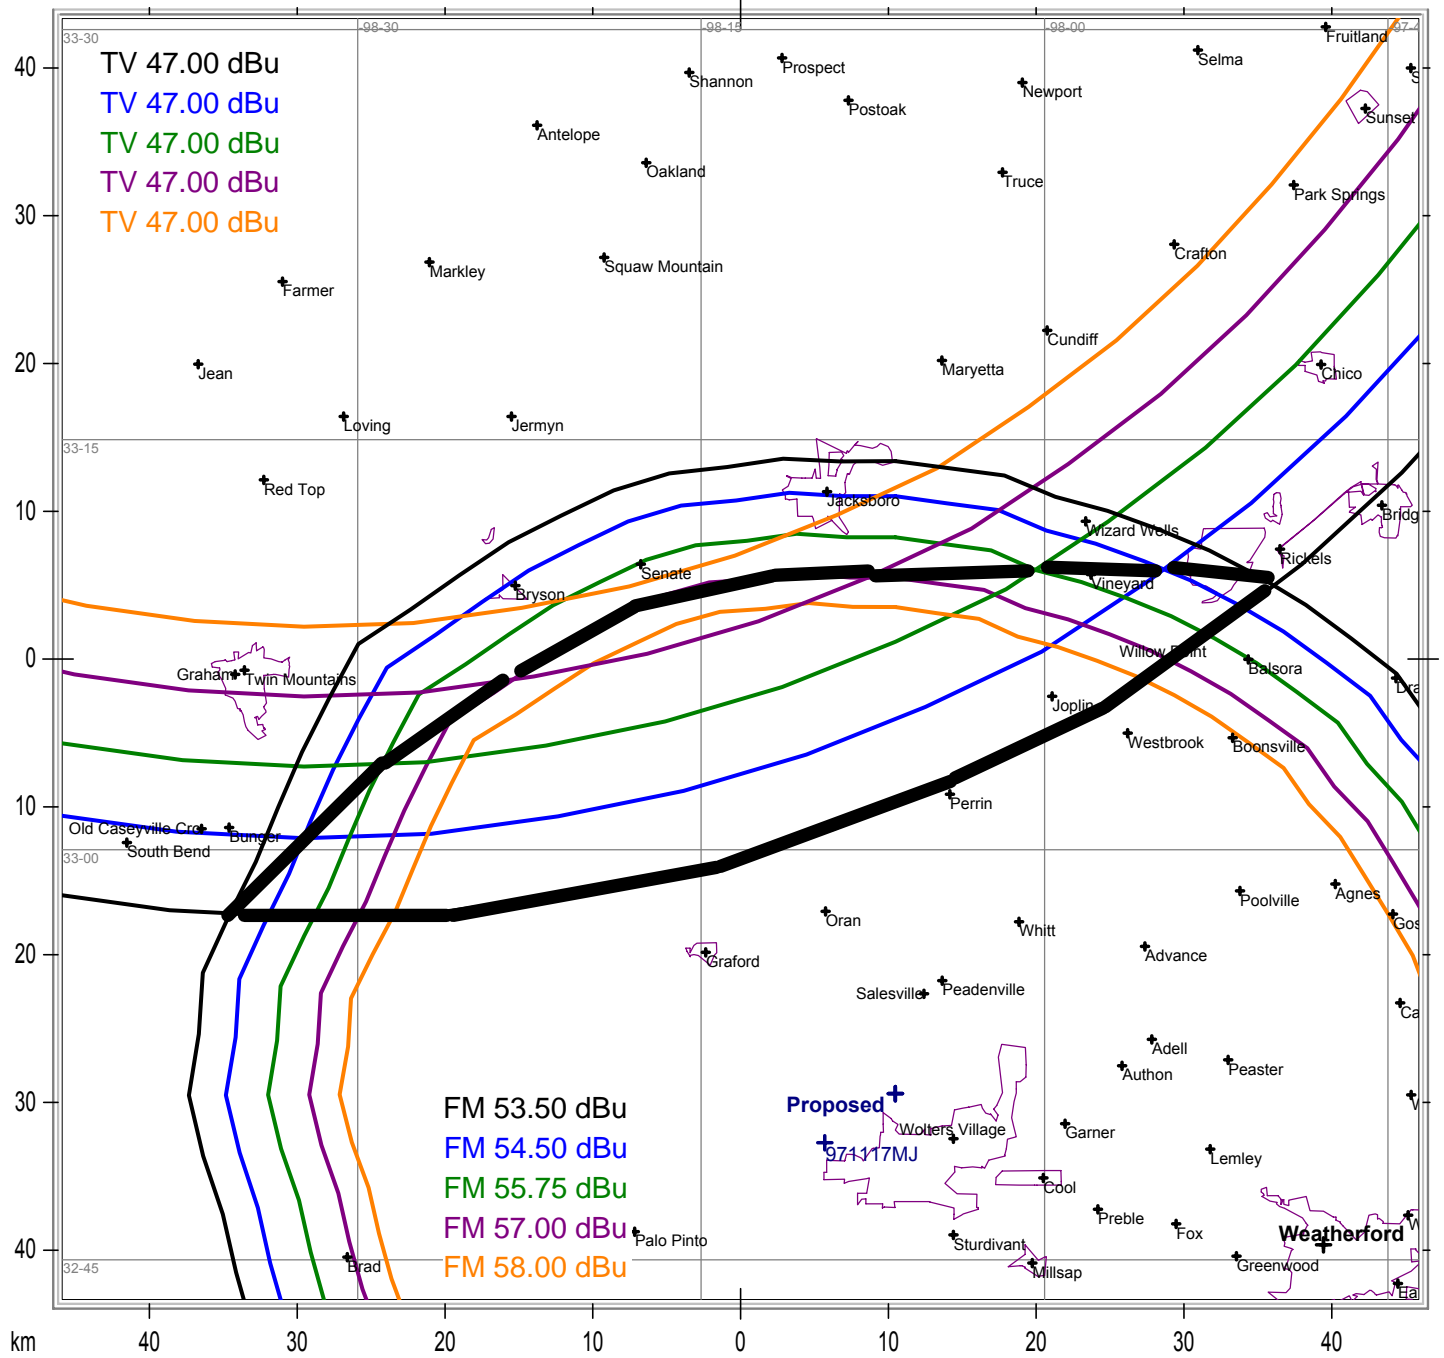 33-30
-98-30
-98-15
-98-00
97-4
Fruitland
TV 47.00 dBu
TV 47.00 dBu
TV 47.00 dBu
TV 47.00 dBu
TV 47.00 dBu
Selma
Prospect
Shannon
S
Newport
Postoak
Sunset
Antelope
Oakland
Truce
Park Springs
Crafton
Squaw Mountain
Markley
Farmer
Cundiff
Maryetta
Jean
Chico
Loving
Jermyn
33-15
Red Top
Jacksboro
Bridg
Wizard Wells
Rickels
Senate
Vineyard
Bryson
Willow Point
Balsora
Graham
Twin Mountains
Dra
Joplin
Westbrook
Boonsville
Perrin
Old Caseyville Cro
Bunger
South Bend
33-00
Poolville
Agnes
Oran
Whitt
Gos
Advance
Graford
Salesville
Peadenville
Ca
Adell
Authon
Peaster
Proposed
Wolters Village
Garner
971117MJ
Lemley
Cool
Preble
Fox
Weatherford
W
FM 53.50 dBu
FM 54.50 dBu
FM 55.75 dBu
FM 57.00 dBu
FM 58.00 dBu
Palo Pinto
Sturdivant
Brad
Millsap
Greenwood
32-45
Ea
40
30
20
10
0
10
20
30
40
km
40
30
20
10
0
10
20
30
40